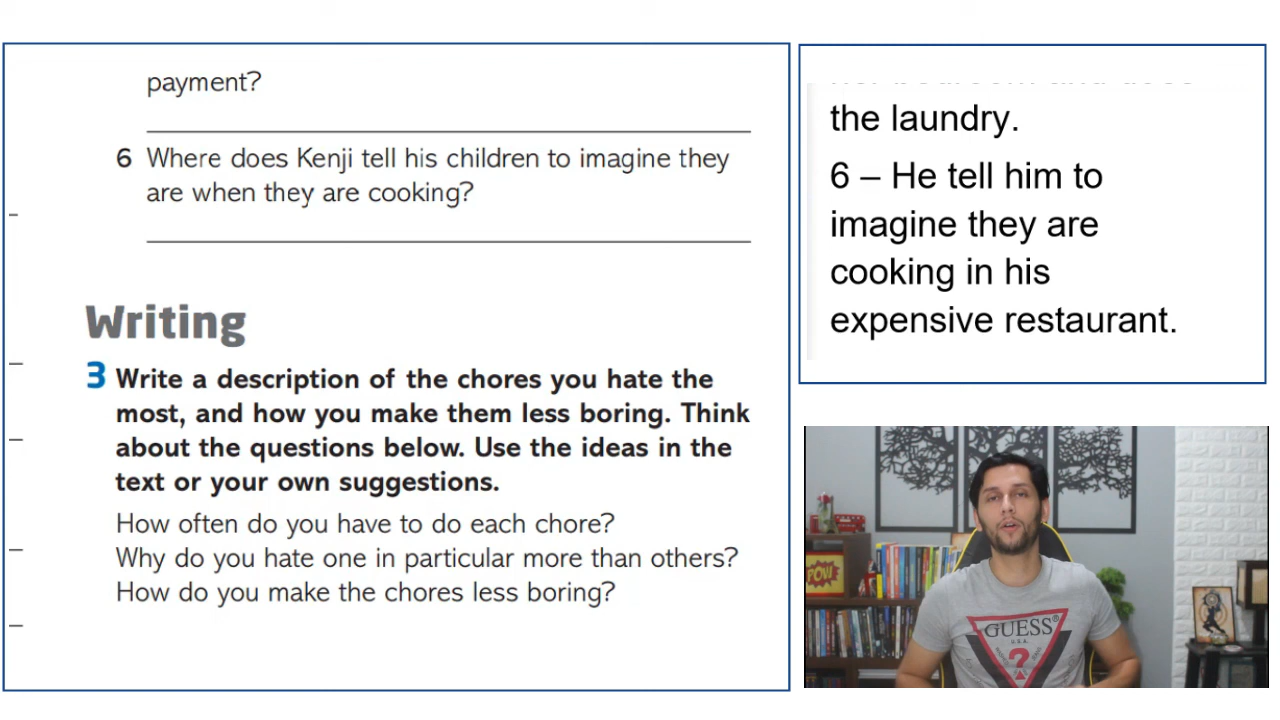 payment?
6 Where does Kenji tell his children to imagine they
are when they are cooking?
Writing
3 Write a description of the chores you hate the
most, and how you make them less boring. Think
about the questions below. Use the ideas in the
text or your own suggestions.
How often do you have to do each chore?
Why do you hate one in particular more than others?
How do you make the chores less boring?
the laundry.
6 – He tell him to
imagine they are
cooking in his
expensive restaurant.
POW
GUESS®
U.S.A.
?